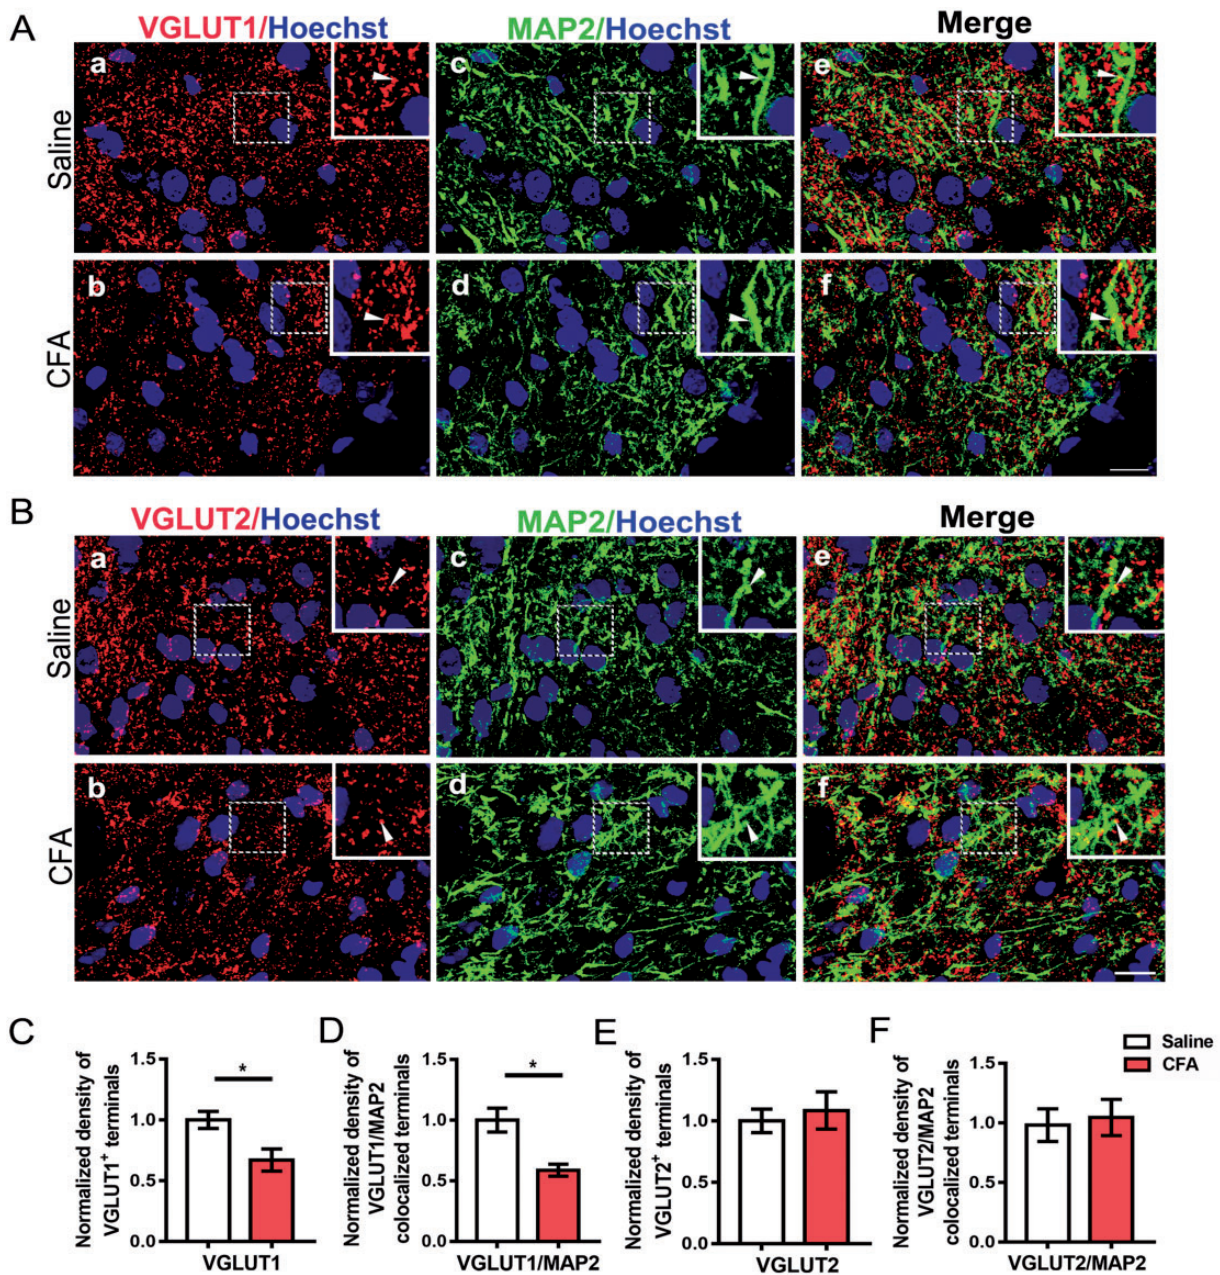 A
VGLUT1/Hoechst
MAP2/Hoechst
Merge
Saline
a
c
e
CFA
b
d
f
B
VGLUT2/Hoechst
MAP2/Hoechst
Merge
Saline
a
c
e
CFA
b
d
f
C
Normalized density of
VGLUT1+ terminals
1.5
1.0
0.5
0.0
*
VGLUT1
D
Normalized density of
VGLUT1/MAP2
colocalized terminals
1.5
1.0
0.5
0.0
*
VGLUT1/MAP2
E
Normalized density of
VGLUT2+ terminals
1.5
1.0
0.5
0.0
VGLUT2
F
Normalized density of
VGLUT2/MAP2
colocalized terminals
1.5
1.0
0.5
0.0
VGLUT2/MAP2
Saline
CFA